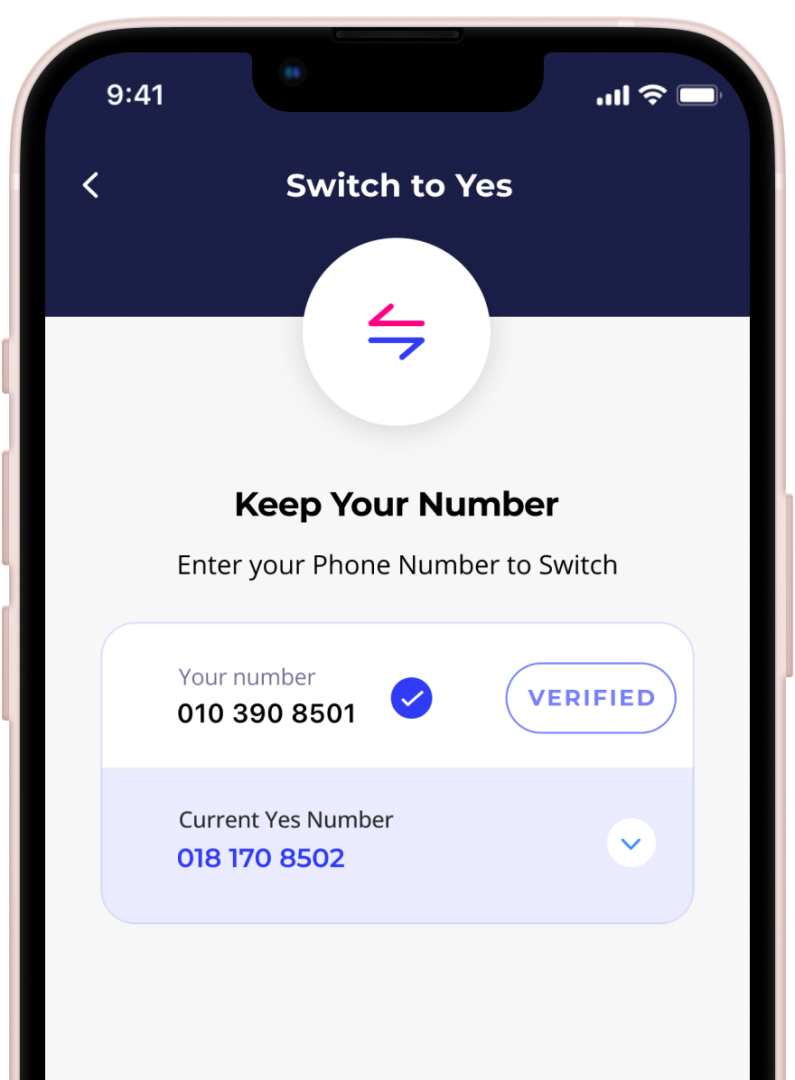 9:41
Switch to Yes
Keep Your Number
Enter your Phone Number to Switch
Your number
010 390 8501
VERIFIED
Current Yes Number
018 170 8502